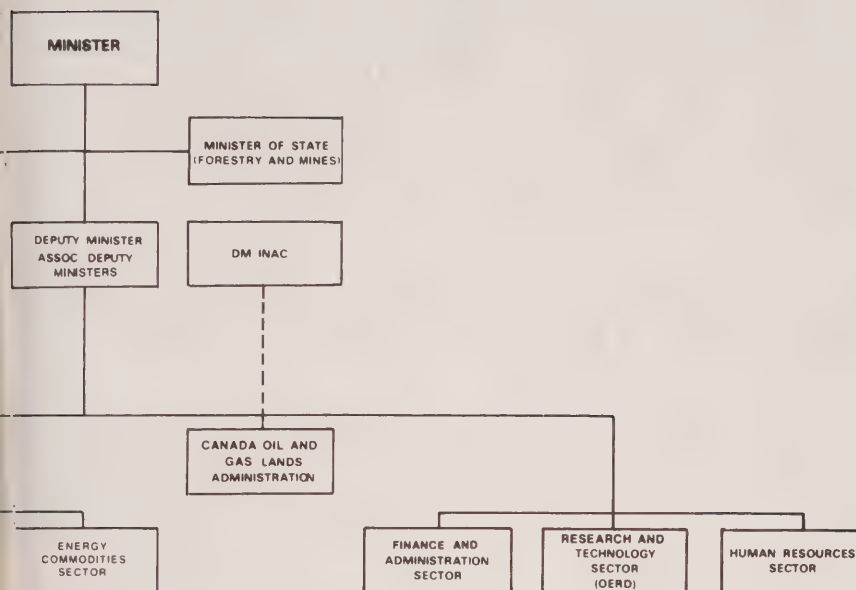 MINISTER
MINISTER OF STATE
(FORESTRY AND MINES)
DEPUTY MINISTER
ASSOC DEPUTY
MINISTERS
DM INAC
CANADA OIL AND
GAS LANDS
ADMINISTRATION
ENERGY
COMMODITIES
SECTOR
FINANCE AND
ADMINISTRATION
SECTOR
RESEARCH AND
TECHNOLOGY
SECTOR
(OERD)
HUMAN RESOURCES
SECTOR